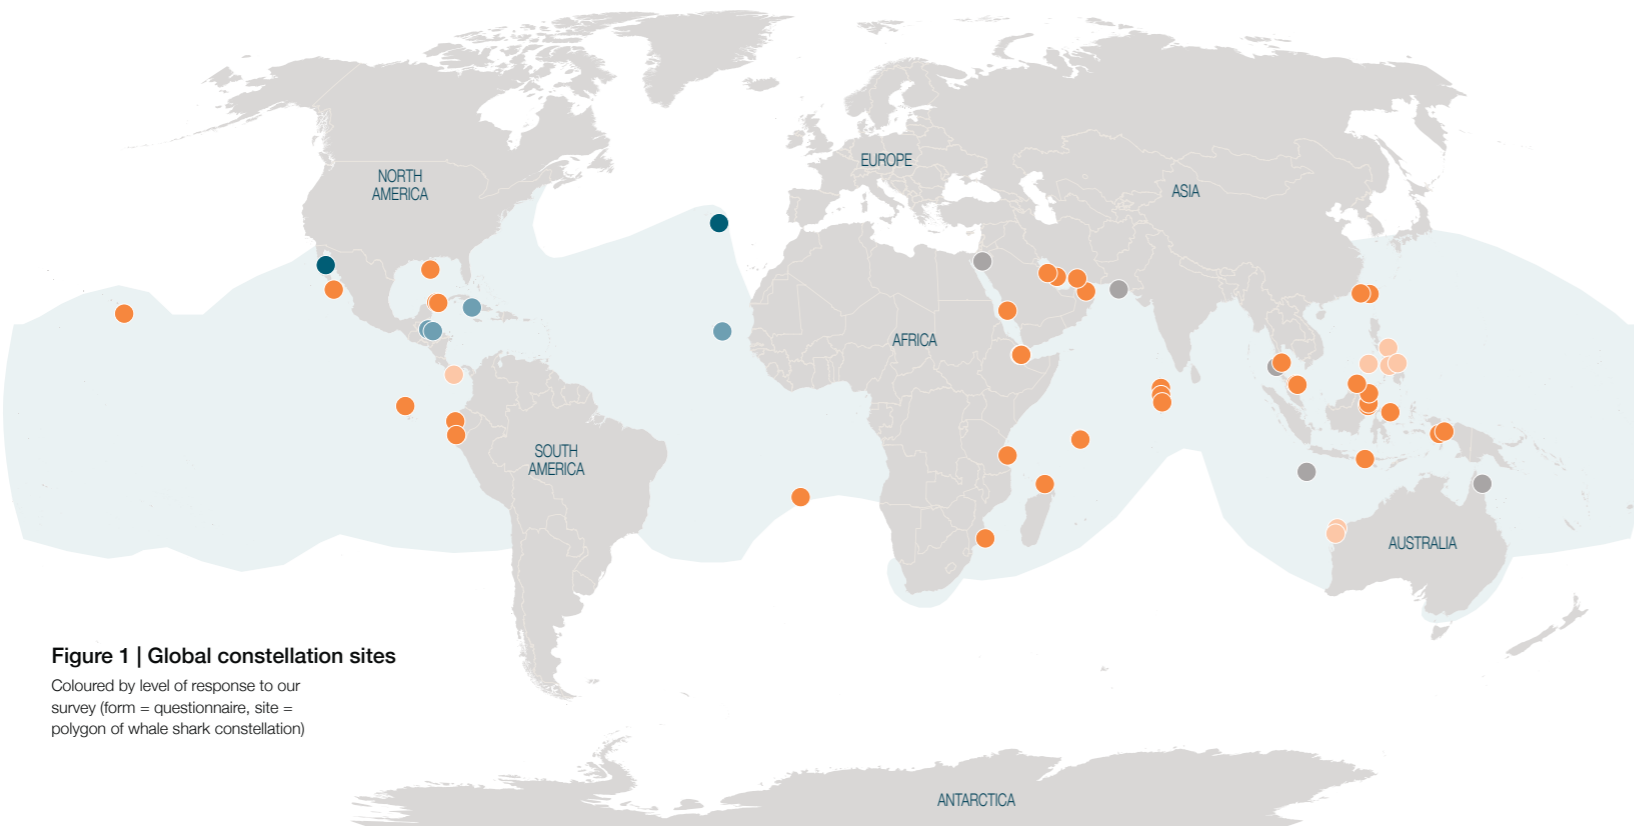 NORTH
AMERICA
EUROPE
ASIA
AFRICA
SOUTH
AMERICA
AUSTRALIA
Figure 1 | Global constellation sites
Coloured by level of response to our
survey (form = questionnaire, site =
polygon of whale shark constellation)
ANTARCTICA